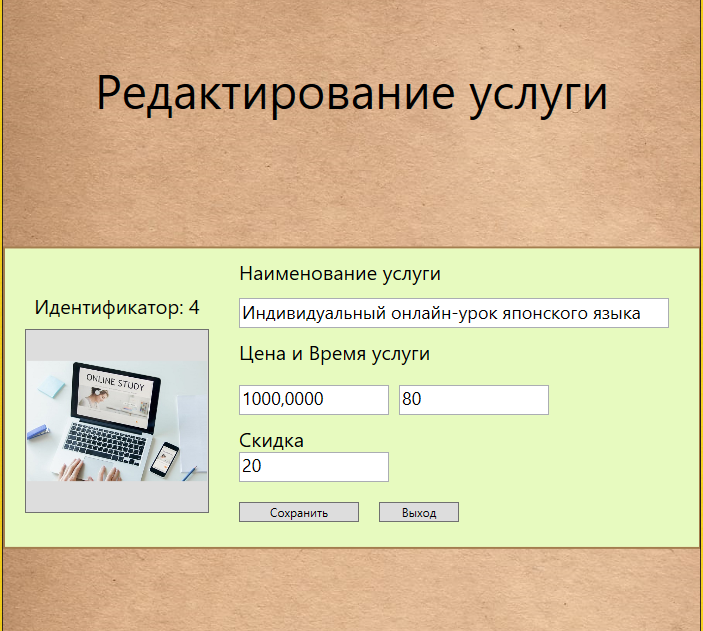 Редактирование услуги
Наименование услуги
Идентификатор: 4
Индивидуальный онлайн-урок японского языка
Цена и Время услуги
ONLINE STUDY
1000,0000 80
Скидка
20
Сохранить Выход